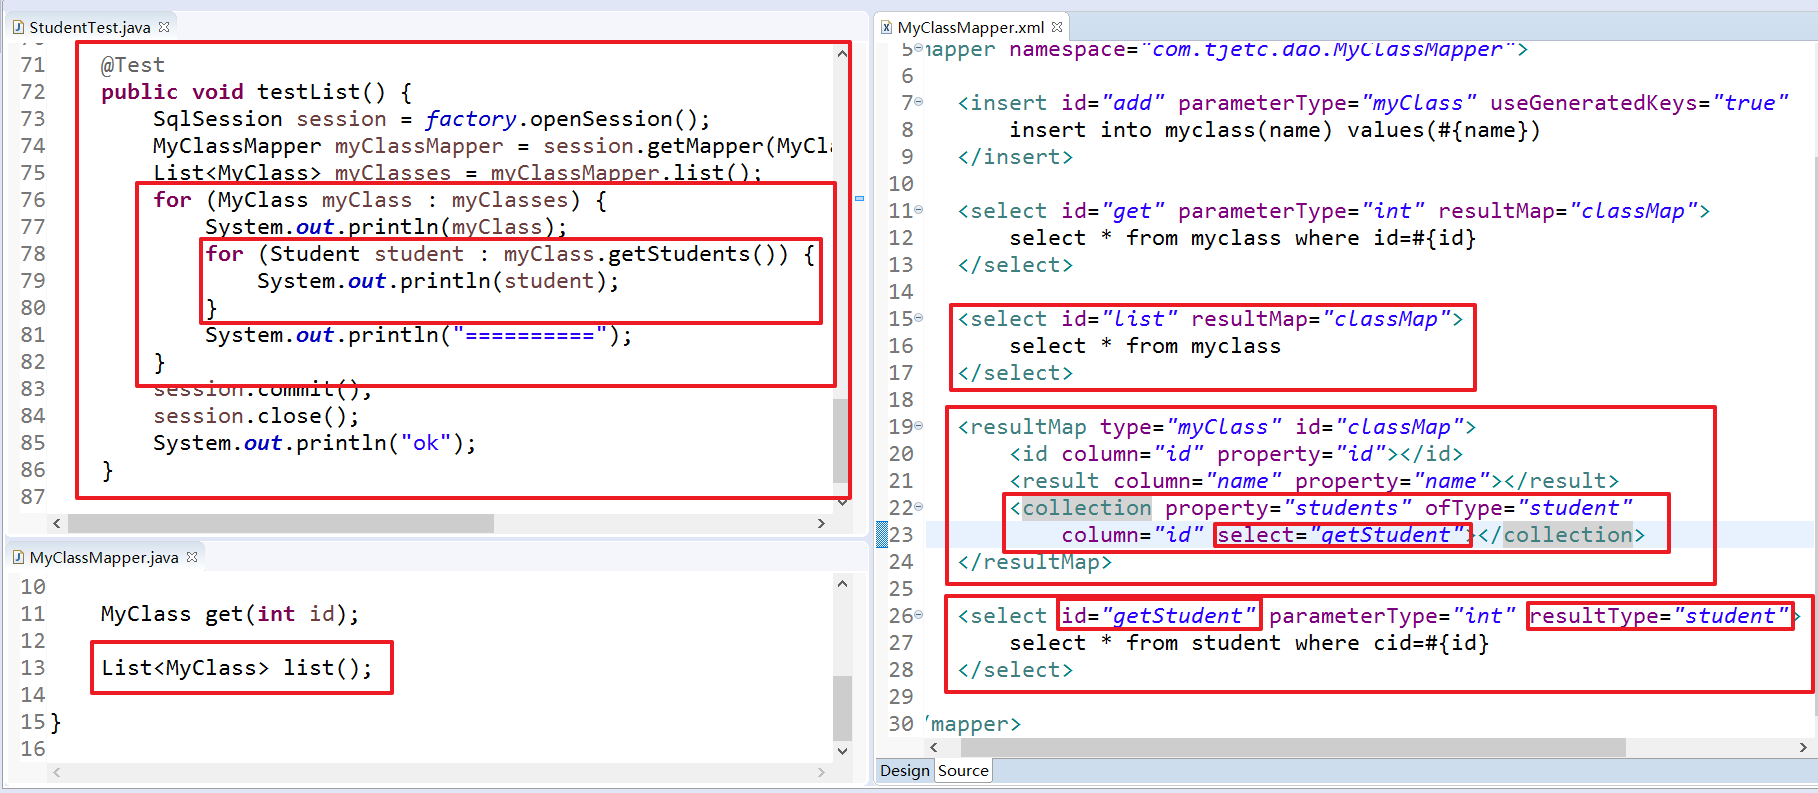 StudentTest.java
71 @Test
72 public void testList() {
73 SqlSession session = factory.openSession();
74 MyClassMapper myClassMapper = session.getMapper(MyCl
75 List<MyClass> myClasses = myClassMapper.list();
76 for (MyClass myClass : myClasses) {
77 System.out.println(myClass);
78 for (Student student : myClass.getStudents()) {
79 System.out.println(student);
80 }
81 System.out.println("==========");
82 }
83 session.commit();
84 session.close();
85 System.out.println("ok");
86 }
87
MyClassMapper.java
10
11 MyClass get(int id);
12
13 List<MyClass> list();
14
15 }
16
MyClassMapper.xml
5 mapper namespace="com.tjetc.dao.MyClassMapper">
6
7 <insert id="add" parameterType="myClass" useGeneratedKeys="true"
8 insert into myclass(name) values(#{name})
9 </insert>
10
11 <select id="get" parameterType="int" resultMap="classMap">
12 select * from myclass where id=#{id}
13 </select>
14
15 <select id="list" resultMap="classMap">
16 select * from myclass
17 </select>
18
19 <resultMap type="myClass" id="classMap">
20 <id column="id" property="id"></id>
21 <result column="name" property="name"></result>
22 <collection property="students" ofType="student"
23 column="id" select="getStudent"></collection>
24 </resultMap>
25
26 <select id="getStudent" parameterType="int" resultType="student">
27 select * from student where cid=#{id}
28 </select>
29
30 /mapper>
Design Source